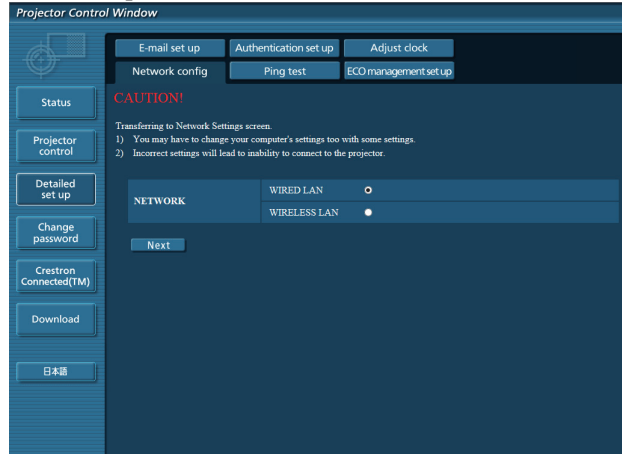 Projector Control Window
E-mail set up
Authentication set up
Adjust clock
Network config
Ping test
ECO management set up
Status
Projector
control
Detailed
set up
Change
password
Crestron
Connected(TM)
Download
日本語
CAUTION!
Transferring to Network Settings screen.
1) You may have to change your computer's settings too with some settings.
2) Incorrect settings will lead to inability to connect to the projector.
NETWORK
WIRED LAN
WIRELESS LAN
Next